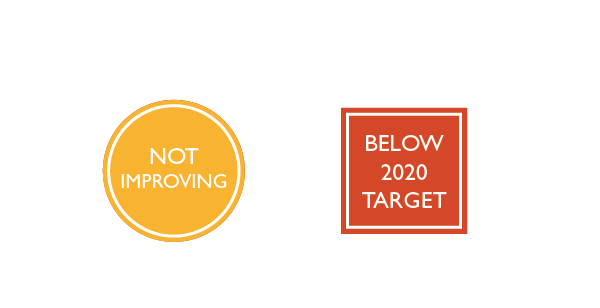 NOT
IMPROVING
BELOW
2020
TARGET